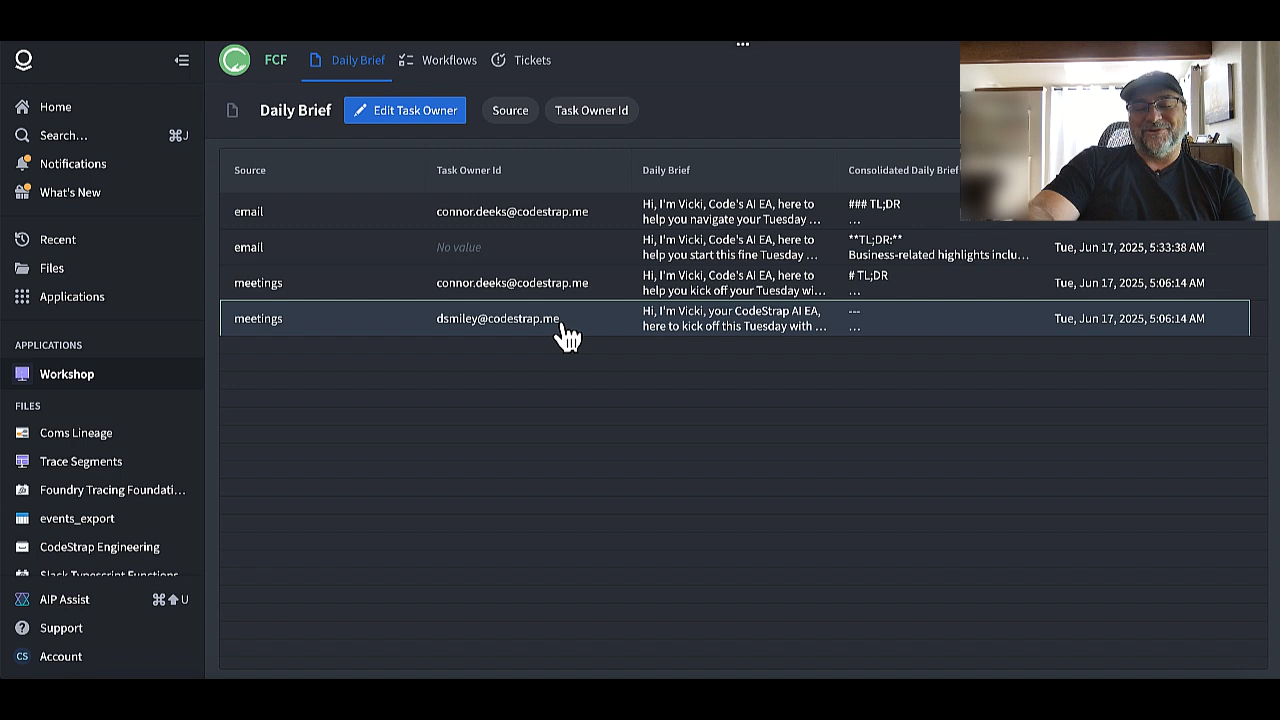 FCF
Daily Brief
Workflows
Tickets
Home
Search...
⌘J
Notifications
What's New
Recent
Files
Applications
APPLICATIONS
Workshop
FILES
Coms Lineage
Trace Segments
Foundry Tracing Foundati...
events_export
CodeStrap Engineering
Slack Typescript Functions
AIP Assist
⌘⬆U
Support
CS
Account
Daily Brief
Edit Task Owner
Source
Task Owner Id
Source
Task Owner Id
Daily Brief
Consolidated Daily Brief
email
connor.deeks@codestrap.me
Hi, I'm Vicki, Code's AI EA, here to
help you navigate your Tuesday ...
### TL;DR
...
email
No value
Hi, I'm Vicki, Code's AI EA, here to
help you start this fine Tuesday ...
**TL;DR:**
Business-related highlights inclu...
Tue, Jun 17, 2025, 5:33:38 AM
meetings
connor.deeks@codestrap.me
Hi, I'm Vicki, Code's AI EA, here to
help you kick off your Tuesday wi...
# TL;DR
...
Tue, Jun 17, 2025, 5:06:14 AM
meetings
dsmiley@codestrap.me
Hi, I'm Vicki, your CodeStrap AI EA,
here to kick off this Tuesday with ...
---
...
Tue, Jun 17, 2025, 5:06:14 AM